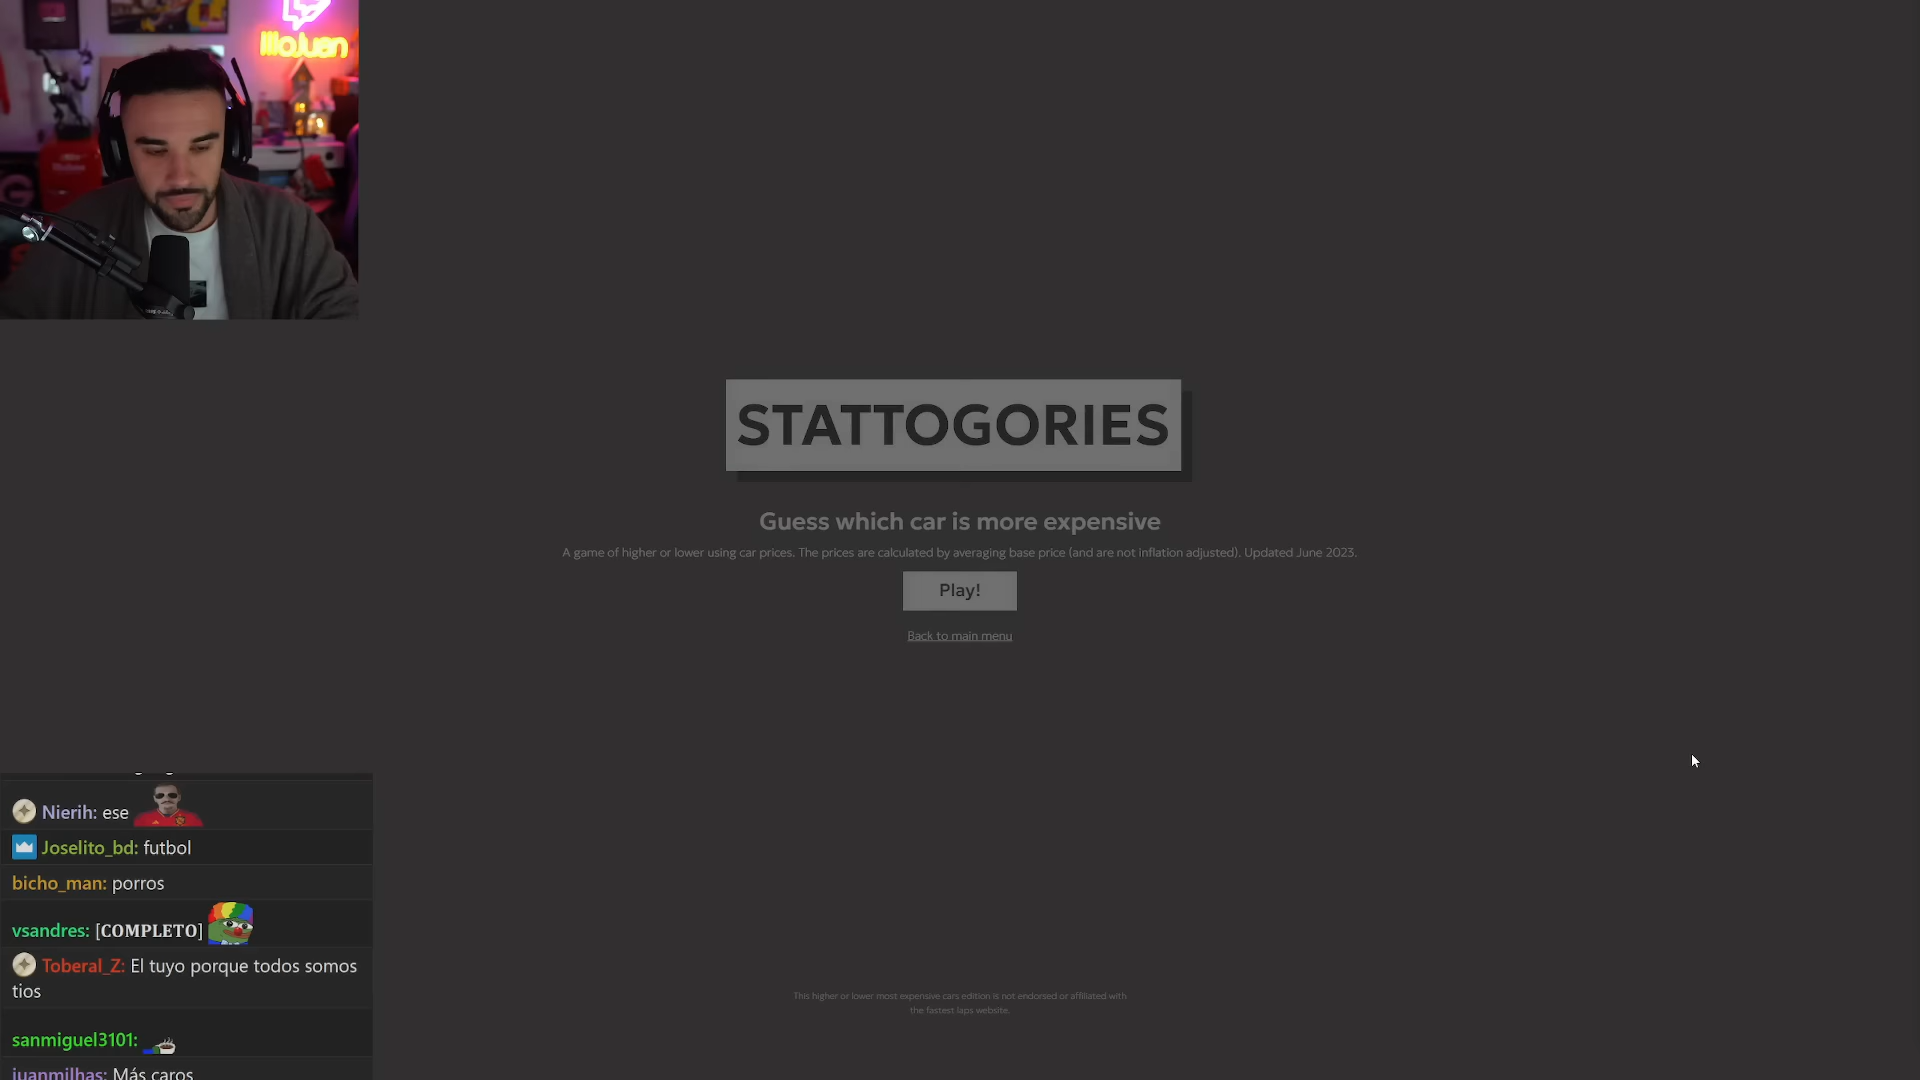 IlloJuan
STATTOGORIES
Guess which car is more expensive
A game of higher or lower using car prices. The prices are calculated by averaging base price (and are not inflation adjusted). Updated June 2023.
Play!
Back to main menu
Nierih: ese
Joselito_bd: futbol
bicho_man: porros
vsandres: [COMPLETO]
Toberal_Z: El tuyo porque todos somos
tios
sanmiguel3101:
juanmilhas: Más caros
This higher or lower most expensive cars edition is not endorsed or affiliated with
the fastest laps website.